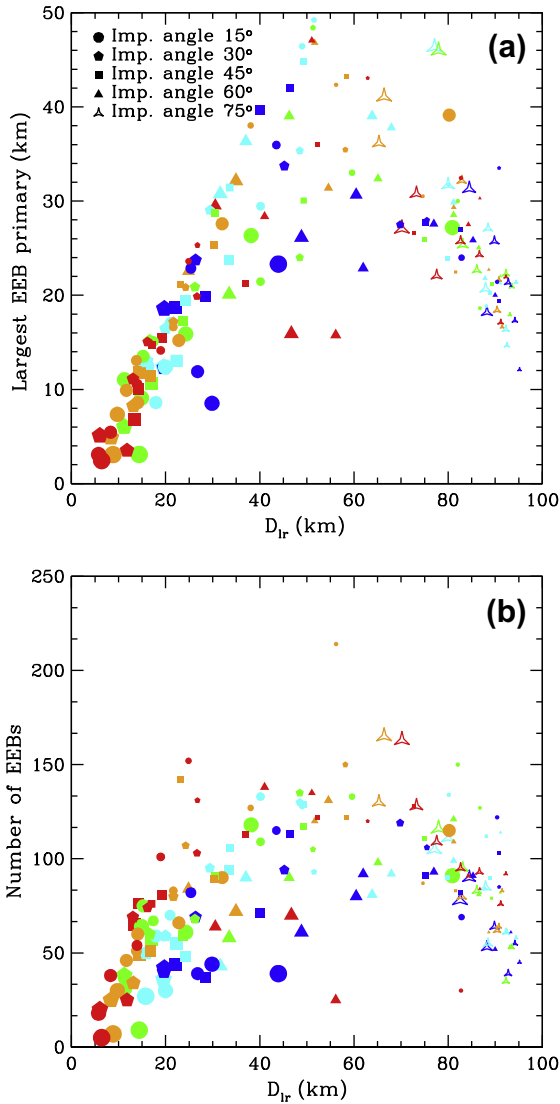 (a)
Imp. angle 15°
Imp. angle 30°
Imp. angle 45°
Imp. angle 60°
Imp. angle 75°
Largest EEB primary (km)
50
40
30
20
10
0
0 20 40 60 80 100
D_lr (km)
(b)
Number of EEBs
250
200
150
100
50
0
0 20 40 60 80 100
D_lr (km)